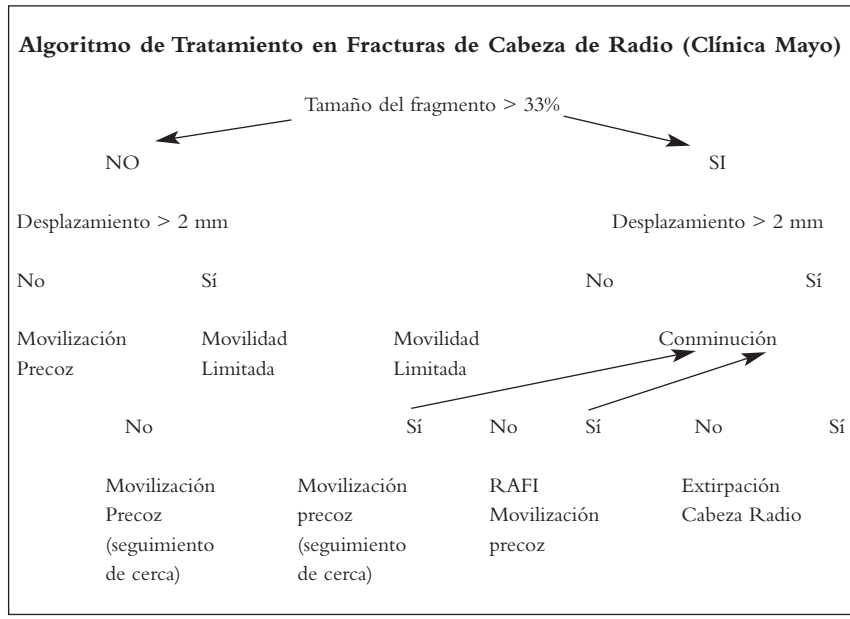 Algoritmo de Tratamiento en Fracturas de Cabeza de Radio (Clínica Mayo)
Tamaño del fragmento > 33%
NO SI
Desplazamiento > 2 mm Desplazamiento > 2 mm
No Sí No Sí
Movilización Movilidad Movilidad Conminución
Precoz Limitada Limitada
No Sí No Sí No Sí
Movilización Movilización RAFI Extirpación
Precoz precoz Movilización Cabeza Radio
(seguimiento (seguimiento precoz
de cerca) de cerca)